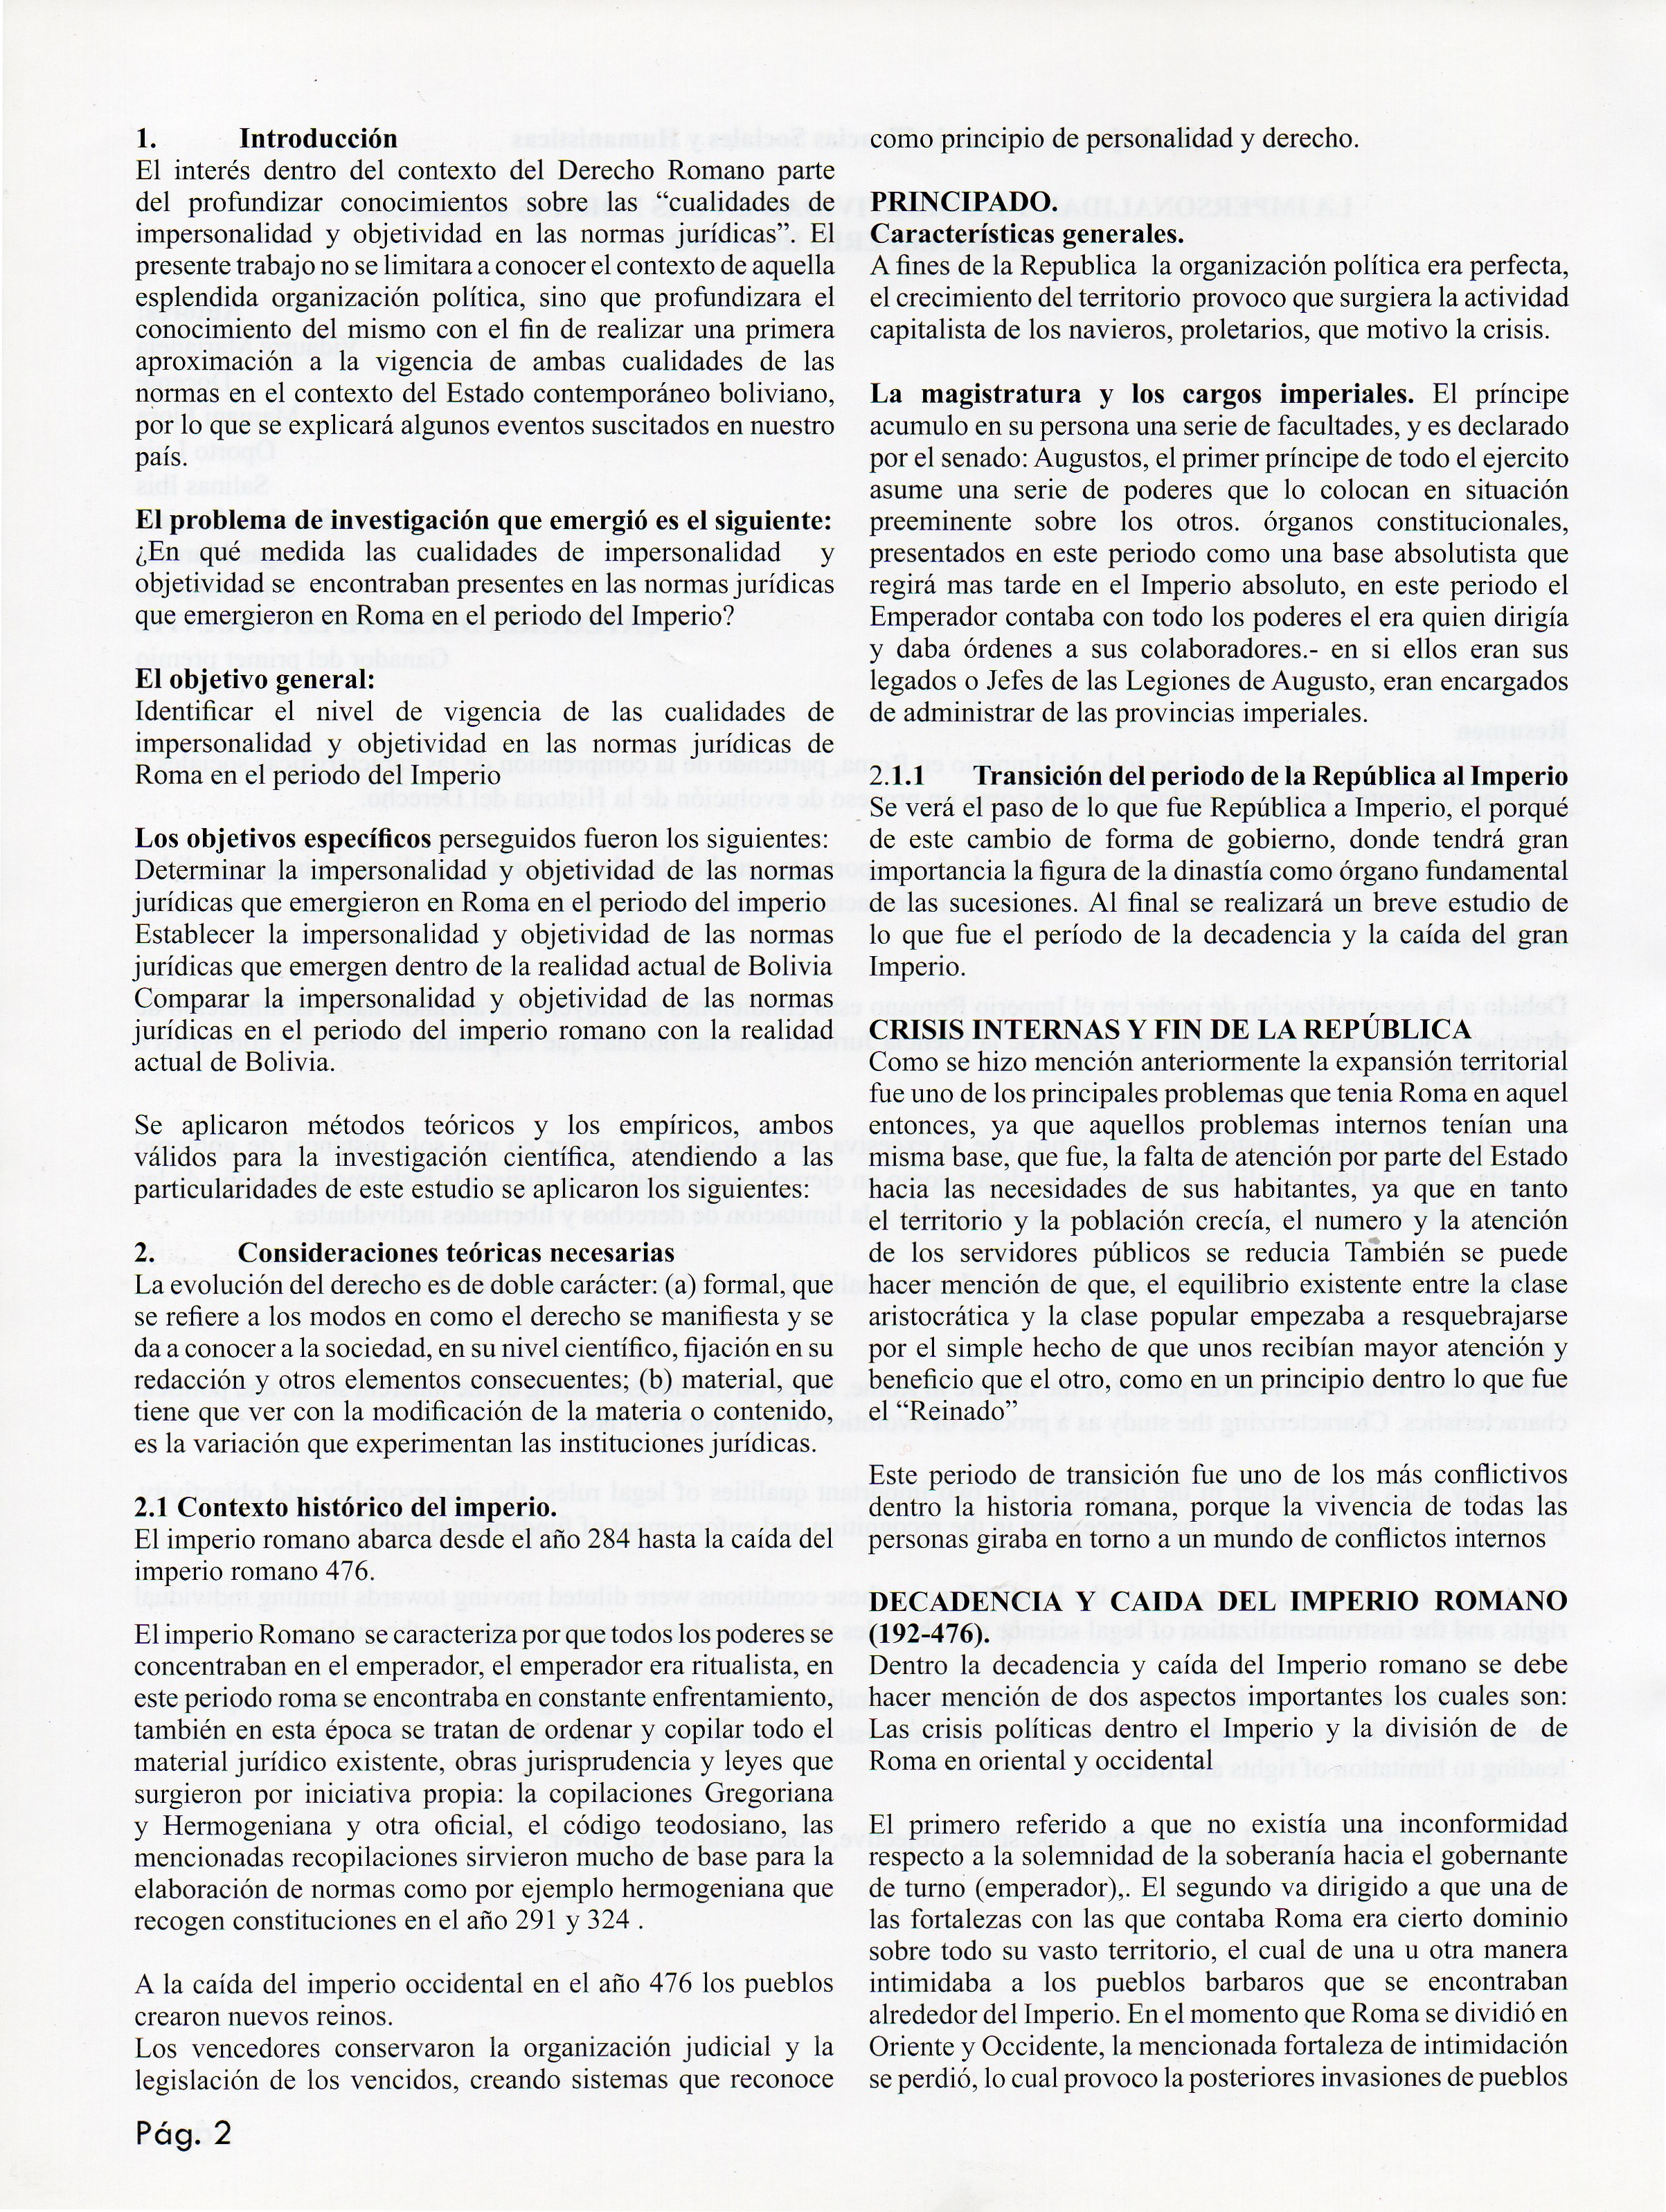 1. Introducción
El interés dentro del contexto del Derecho Romano parte
del profundizar conocimientos sobre las “cualidades de
impersonalidad y objetividad en las normas jurídicas”. El
presente trabajo no se limitara a conocer el contexto de aquella
esplendida organización política, sino que profundizara el
conocimiento del mismo con el fin de realizar una primera
aproximación a la vigencia de ambas cualidades de las
normas en el contexto del Estado contemporáneo boliviano,
por lo que se explicará algunos eventos suscitados en nuestro
país.
El problema de investigación que emergió es el siguiente:
¿En qué medida las cualidades de impersonalidad y
objetividad se encontraban presentes en las normas jurídicas
que emergieron en Roma en el periodo del Imperio?
El objetivo general:
Identificar el nivel de vigencia de las cualidades de
impersonalidad y objetividad en las normas jurídicas de
Roma en el periodo del Imperio
Los objetivos específicos perseguidos fueron los siguientes:
Determinar la impersonalidad y objetividad de las normas
jurídicas que emergieron en Roma en el periodo del imperio
Establecer la impersonalidad y objetividad de las normas
jurídicas que emergen dentro de la realidad actual de Bolivia
Comparar la impersonalidad y objetividad de las normas
jurídicas en el periodo del imperio romano con la realidad
actual de Bolivia.
Se aplicaron métodos teóricos y los empíricos, ambos
válidos para la investigación científica, atendiendo a las
particularidades de este estudio se aplicaron los siguientes:
2. Consideraciones teóricas necesarias
La evolución del derecho es de doble carácter: (a) formal, que
se refiere a los modos en como el derecho se manifiesta y se
da a conocer a la sociedad, en su nivel científico, fijación en su
redacción y otros elementos consecuentes; (b) material, que
tiene que ver con la modificación de la materia o contenido,
es la variación que experimentan las instituciones jurídicas.
2.1 Contexto histórico del imperio.
El imperio romano abarca desde el año 284 hasta la caída del
imperio romano 476.
El imperio Romano se caracteriza por que todos los poderes se
concentraban en el emperador, el emperador era ritualista, en
este periodo roma se encontraba en constante enfrentamiento,
también en esta época se tratan de ordenar y copilar todo el
material jurídico existente, obras jurisprudencia y leyes que
surgieron por iniciativa propia: la copilaciones Gregoriana
y Hermogeniana y otra oficial, el código teodosiano, las
mencionadas recopilaciones sirvieron mucho de base para la
elaboración de normas como por ejemplo hermogeniana que
recogen constituciones en el año 291 y 324 .
A la caída del imperio occidental en el año 476 los pueblos
crearon nuevos reinos.
Los vencedores conservaron la organización judicial y la
legislación de los vencidos, creando sistemas que reconoce
como principio de personalidad y derecho.
PRINCIPADO.
Características generales.
A fines de la Republica la organización política era perfecta,
el crecimiento del territorio provoco que surgiera la actividad
capitalista de los navieros, proletarios, que motivo la crisis.
La magistratura y los cargos imperiales. El príncipe
acumulo en su persona una serie de facultades, y es declarado
por el senado: Augustos, el primer príncipe de todo el ejercito
asume una serie de poderes que lo colocan en situación
preeminente sobre los otros. órganos constitucionales,
presentados en este periodo como una base absolutista que
regirá mas tarde en el Imperio absoluto, en este periodo el
Emperador contaba con todo los poderes el era quien dirigía
y daba órdenes a sus colaboradores.- en si ellos eran sus
legados o Jefes de las Legiones de Augusto, eran encargados
de administrar de las provincias imperiales.
2.1.1 Transición del periodo de la República al Imperio
Se verá el paso de lo que fue República a Imperio, el porqué
de este cambio de forma de gobierno, donde tendrá gran
importancia la figura de la dinastía como órgano fundamental
de las sucesiones. Al final se realizará un breve estudio de
lo que fue el período de la decadencia y la caída del gran
Imperio.
CRISIS INTERNAS Y FIN DE LA REPÚBLICA
Como se hizo mención anteriormente la expansión territorial
fue uno de los principales problemas que tenia Roma en aquel
entonces, ya que aquellos problemas internos tenían una
misma base, que fue, la falta de atención por parte del Estado
hacia las necesidades de sus habitantes, ya que en tanto
el territorio y la población crecía, el numero y la atención
de los servidores públicos se reducia También se puede
hacer mención de que, el equilibrio existente entre la clase
aristocrática y la clase popular empezaba a resquebrajarse
por el simple hecho de que unos recibían mayor atención y
beneficio que el otro, como en un principio dentro lo que fue
el “Reinado”
Este periodo de transición fue uno de los más conflictivos
dentro la historia romana, porque la vivencia de todas las
personas giraba en torno a un mundo de conflictos internos
DECADENCIA Y CAIDA DEL IMPERIO ROMANO
(192-476).
Dentro la decadencia y caída del Imperio romano se debe
hacer mención de dos aspectos importantes los cuales son:
Las crisis políticas dentro el Imperio y la división de de
Roma en oriental y occidental
El primero referido a que no existía una inconformidad
respecto a la solemnidad de la soberanía hacia el gobernante
de turno (emperador),. El segundo va dirigido a que una de
las fortalezas con las que contaba Roma era cierto dominio
sobre todo su vasto territorio, el cual de una u otra manera
intimidaba a los pueblos barbaros que se encontraban
alrededor del Imperio. En el momento que Roma se dividió en
Oriente y Occidente, la mencionada fortaleza de intimidación
se perdió, lo cual provoco la posteriores invasiones de pueblos
Pág. 2